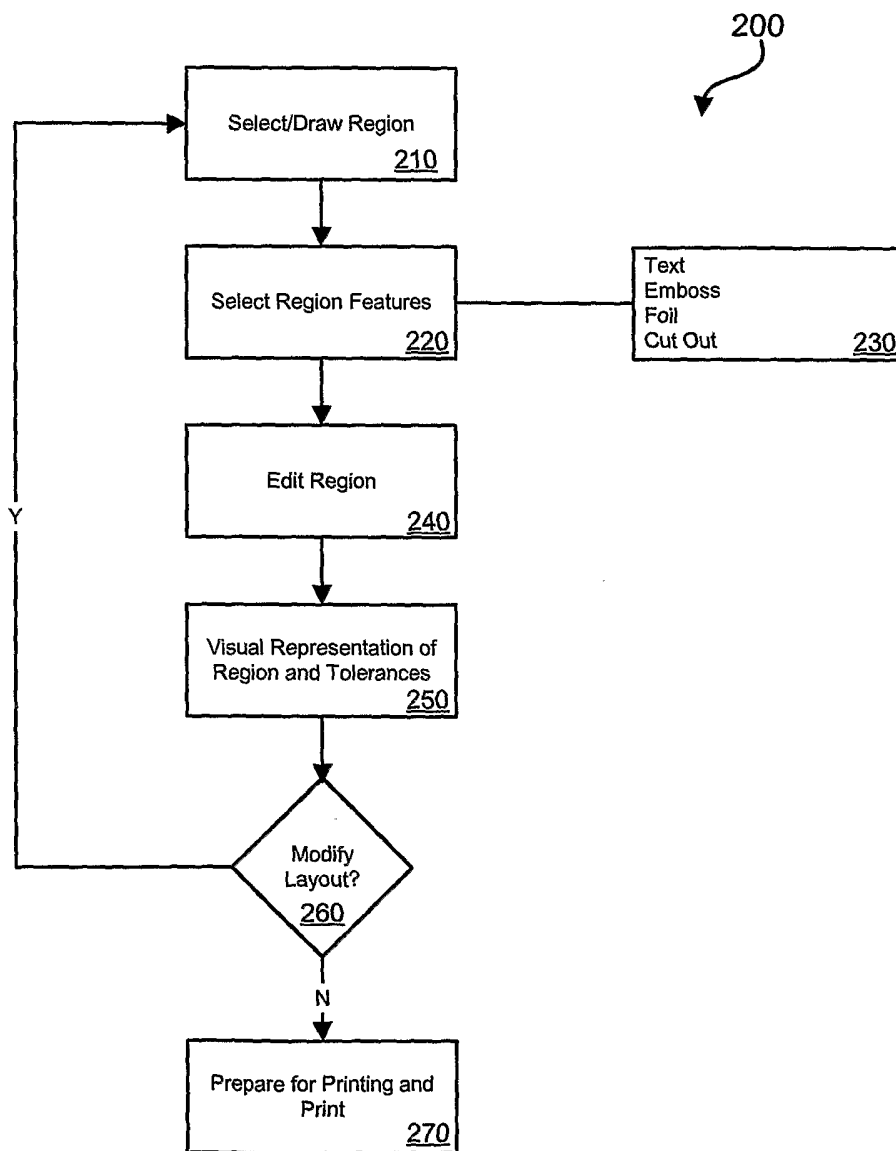 200
Select/Draw Region
210
Select Region Features
220
Text
Emboss
Foil
Cut Out
230
Edit Region
240
Y
Visual Representation of
Region and Tolerances
250
Modify
Layout?
260
N
Prepare for Printing and
Print
270